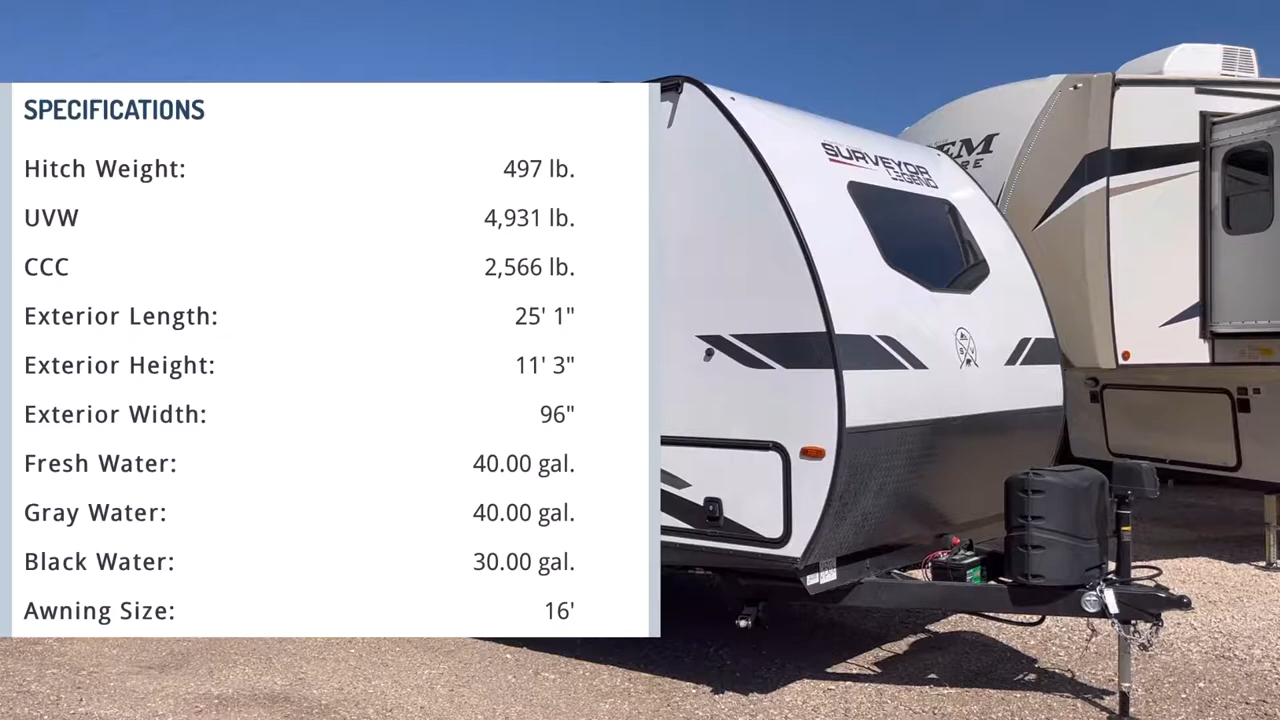 SPECIFICATIONS
Hitch Weight: 497 lb.
UVW 4,931 lb.
CCC 2,566 lb.
Exterior Length: 25' 1"
Exterior Height: 11' 3"
Exterior Width: 96"
Fresh Water: 40.00 gal.
Gray Water: 40.00 gal.
Black Water: 30.00 gal.
Awning Size: 16'
SURVEYOR
LEGEND
S V